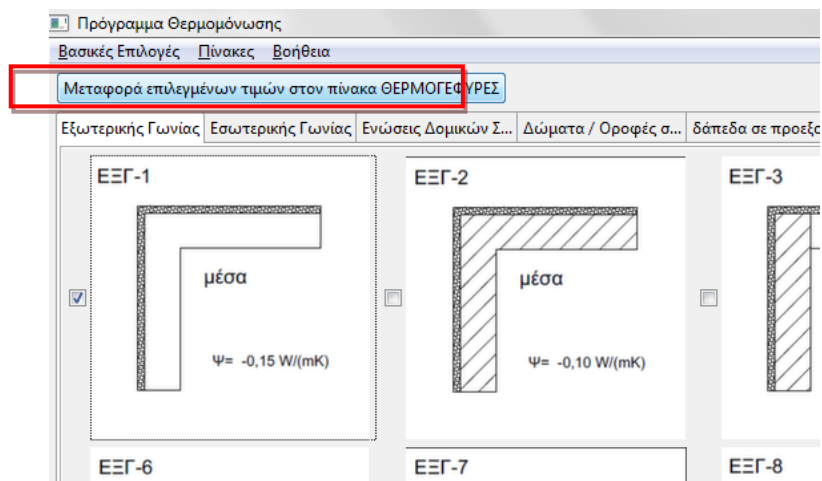 Πρόγραμμα Θερμομόνωσης
Βασικές Επιλογές Πίνακες Βοήθεια
Μεταφορά επιλεγμένων τιμών στον πίνακα ΘΕΡΜΟΓΕΦΥΡΕΣ
Εξωτερικής Γωνίας Εσωτερικής Γωνίας Ενώσεις Δομικών Σ... Δώματα / Οροφές σ... δάπεδα σε
ΕΞΓ-1 ΕΞΓ-2 ΕΞΓ-3
μέσα μέσα
Ψ= -0,15 W/(mK) Ψ= -0,10 W/(mK)
ΕΞΓ-6 ΕΞΓ-7 ΕΞΓ-8